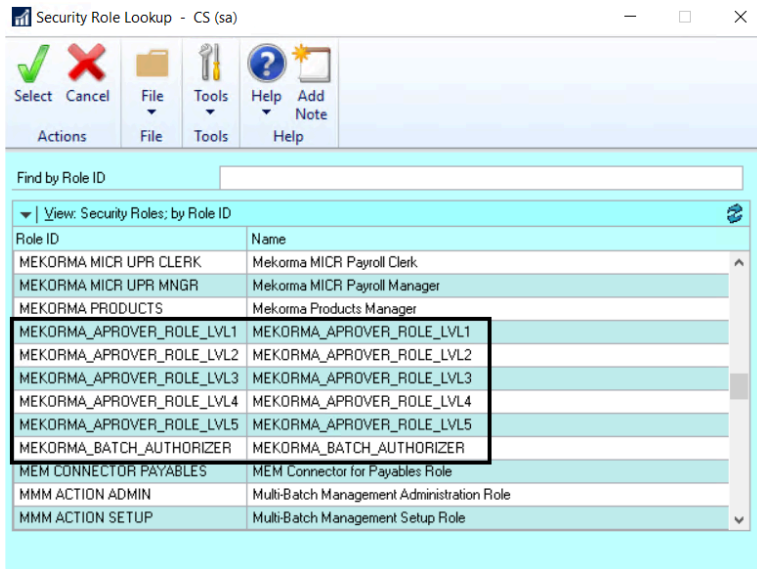 Security Role Lookup - CS (sa)
Select Cancel File Tools Help Add Note
Actions File Tools Help
Find by Role ID
View: Security Roles; by Role ID
Role ID Name
MEKORMA MICR UPR CLERK Mekorma MICR Payroll Clerk
MEKORMA MICR UPR MNGR Mekorma MICR Payroll Manager
MEKORMA PRODUCTS Mekorma Products Manager
MEKORMA_APROVER_ROLE_LVL1 MEKORMA_APROVER_ROLE_LVL1
MEKORMA_APROVER_ROLE_LVL2 MEKORMA_APROVER_ROLE_LVL2
MEKORMA_APROVER_ROLE_LVL3 MEKORMA_APROVER_ROLE_LVL3
MEKORMA_APROVER_ROLE_LVL4 MEKORMA_APROVER_ROLE_LVL4
MEKORMA_APROVER_ROLE_LVL5 MEKORMA_APROVER_ROLE_LVL5
MEKORMA_BATCH_AUTHORIZER MEKORMA_BATCH_AUTHORIZER
MEM CONNECTOR PAYABLES MEM Connector for Payables Role
MMM ACTION ADMIN Multi-Batch Management Administration Role
MMM ACTION SETUP Multi-Batch Management Setup Role